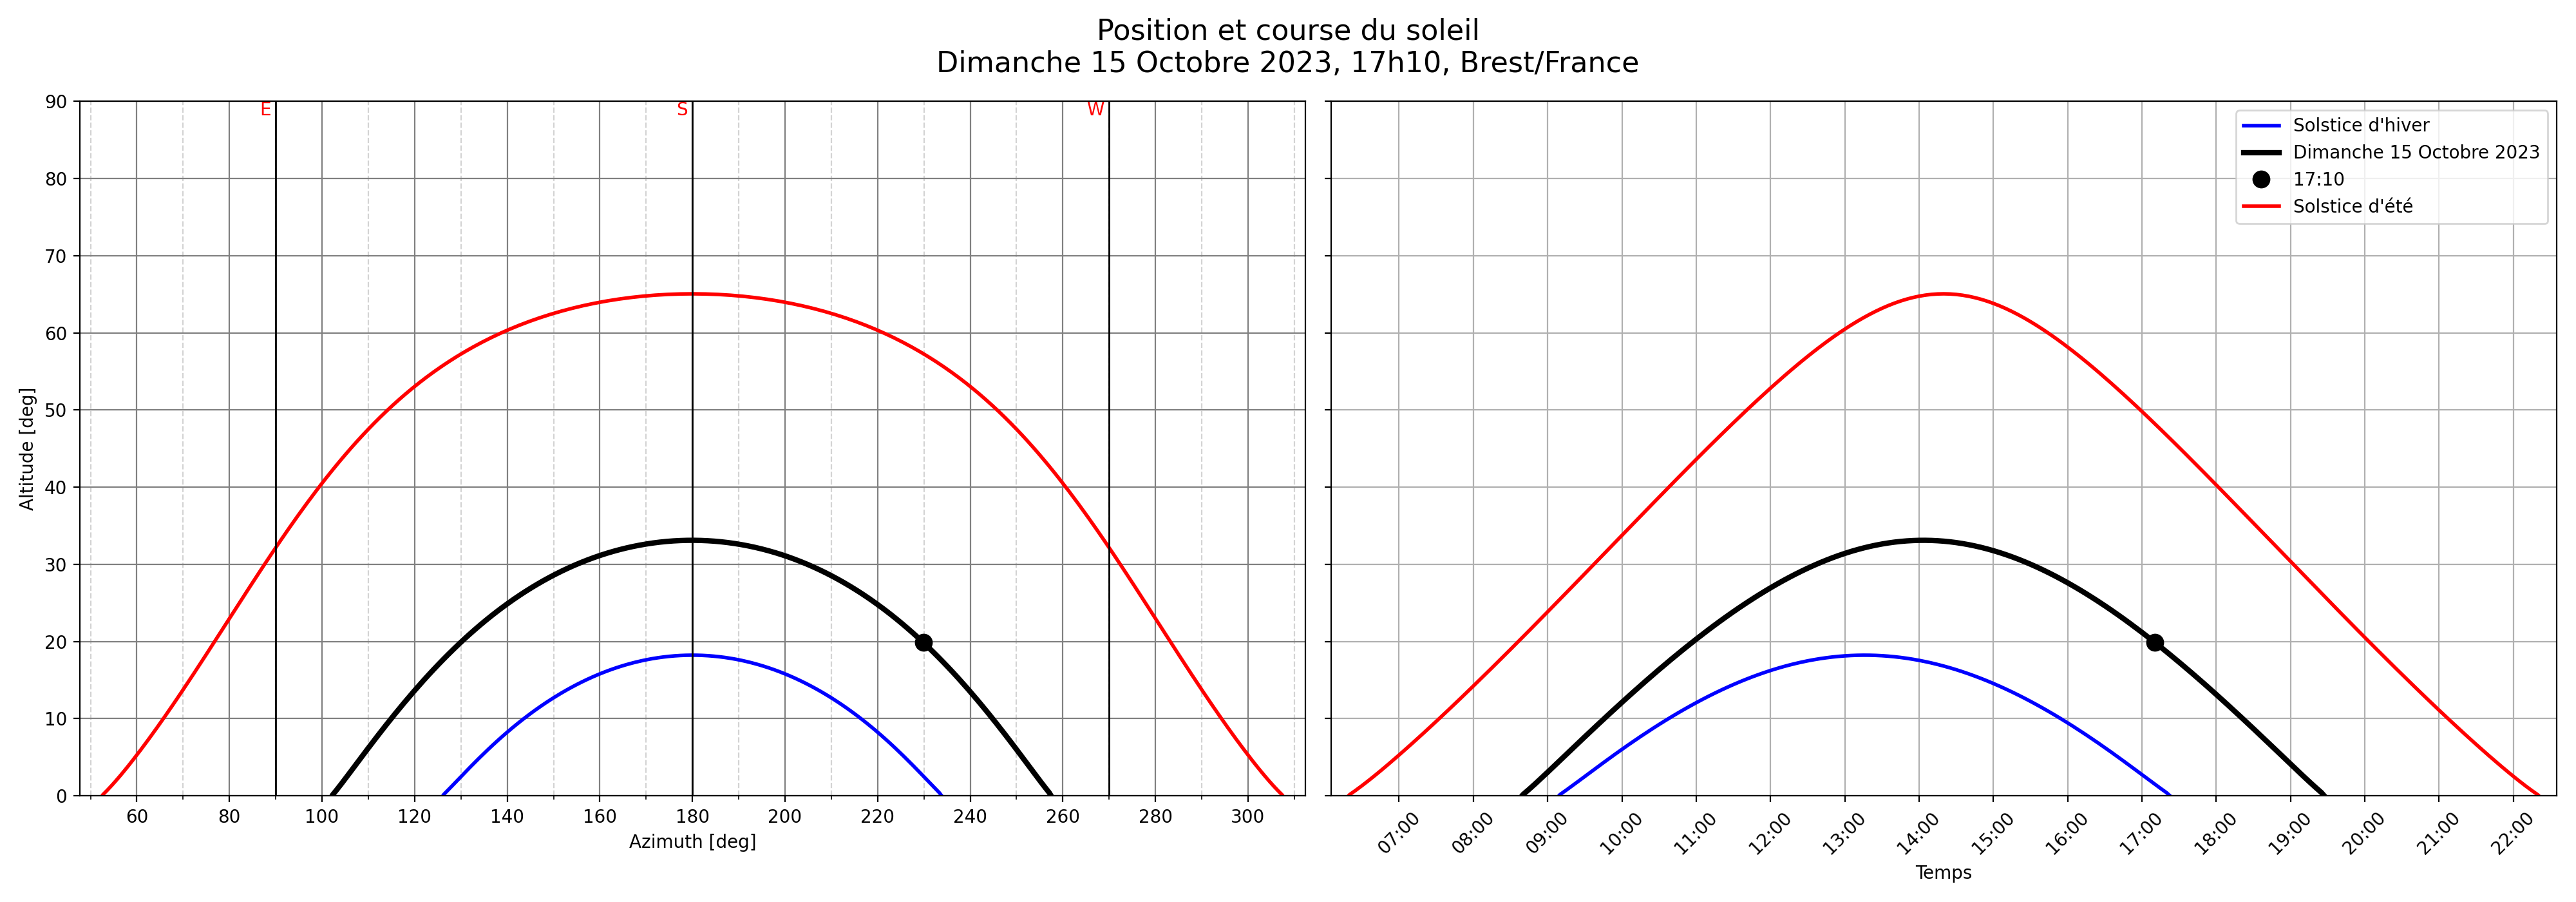 Position et course du soleil
Dimanche 15 Octobre 2023, 17h10, Brest/France
E
S
W
90
80
70
60
50
40
30
20
10
0
Altitude [deg]
60 80 100 120 140 160 180 200 220 240 260 280 300
Azimuth [deg]
Solstice d'hiver
Dimanche 15 Octobre 2023
17:10
Solstice d'été
07:00 08:00 09:00 10:00 11:00 12:00 13:00 14:00 15:00 16:00 17:00 18:00 19:00 20:00 21:00 22:00
Temps